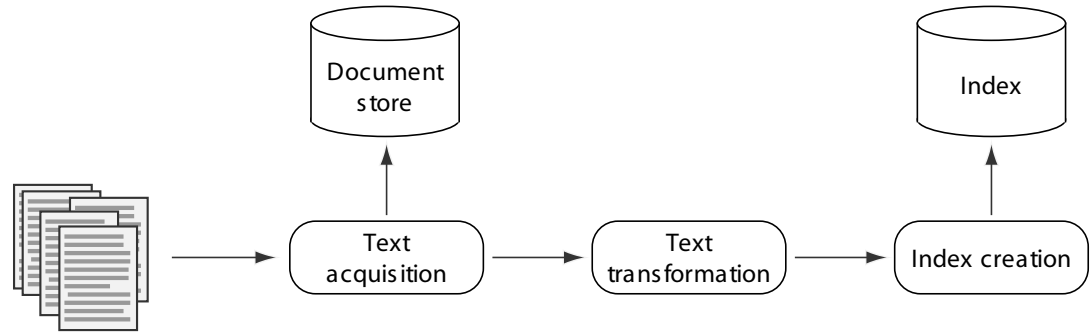 Document
store
Index
Text
acquisition
Text
transformation
Index creation